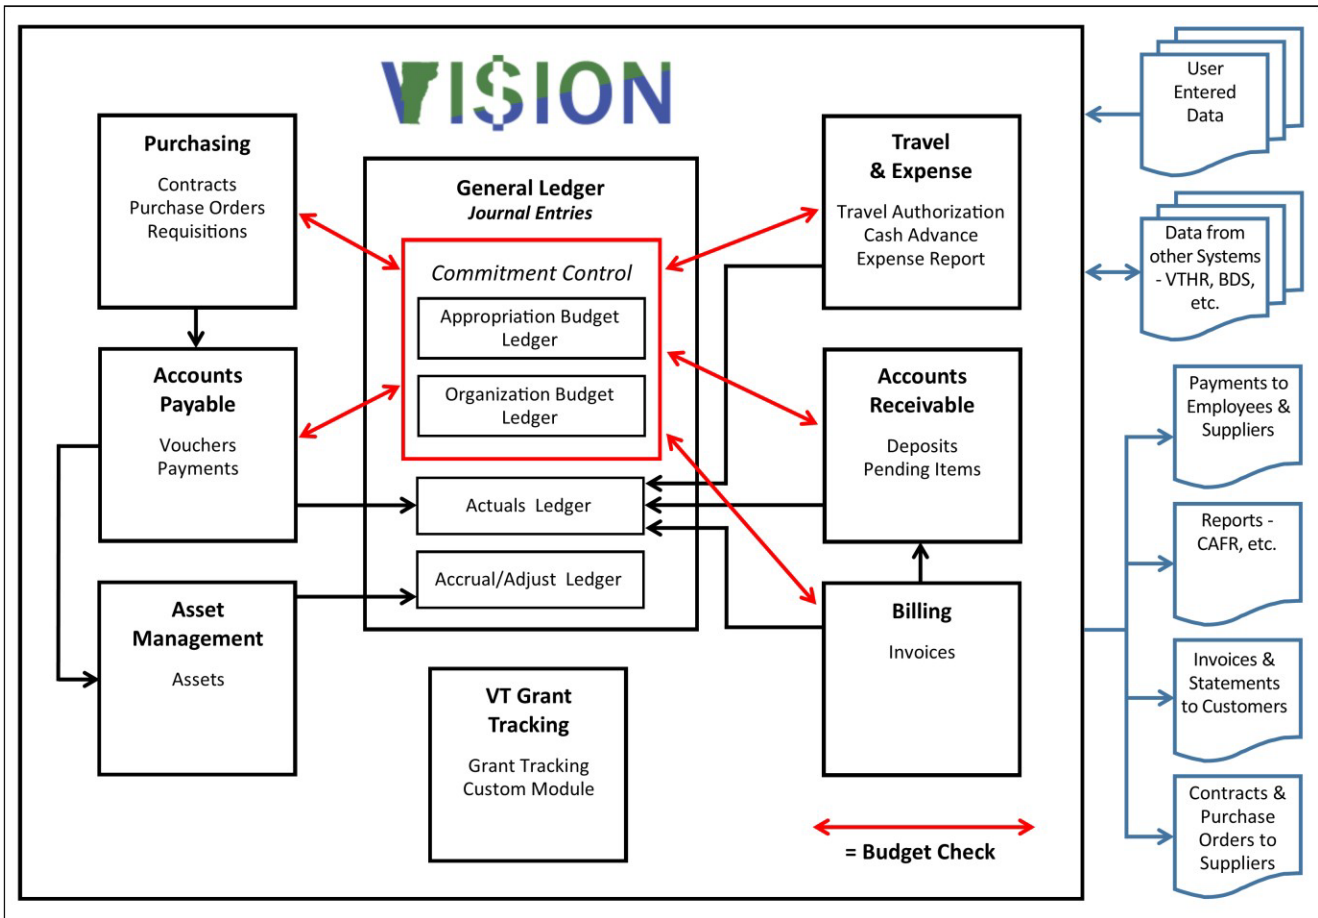 VI$ION
Purchasing
Contracts
Purchase Orders
Requisitions
Accounts
Payable
Vouchers
Payments
Asset
Management
Assets
General Ledger
Journal Entries
Commitment Control
Appropriation Budget
Ledger
Organization Budget
Ledger
Actuals Ledger
Accrual/Adjust Ledger
VT Grant
Tracking
Grant Tracking
Custom Module
Travel
& Expense
Travel Authorization
Cash Advance
Expense Report
Accounts
Receivable
Deposits
Pending Items
Billing
Invoices
= Budget Check
User
Entered
Data
Data from
other Systems
- VTHR, BDS,
etc.
Payments to
Employees &
Suppliers
Reports -
CAFR, etc.
Invoices &
Statements
to Customers
Contracts &
Purchase
Orders to
Suppliers